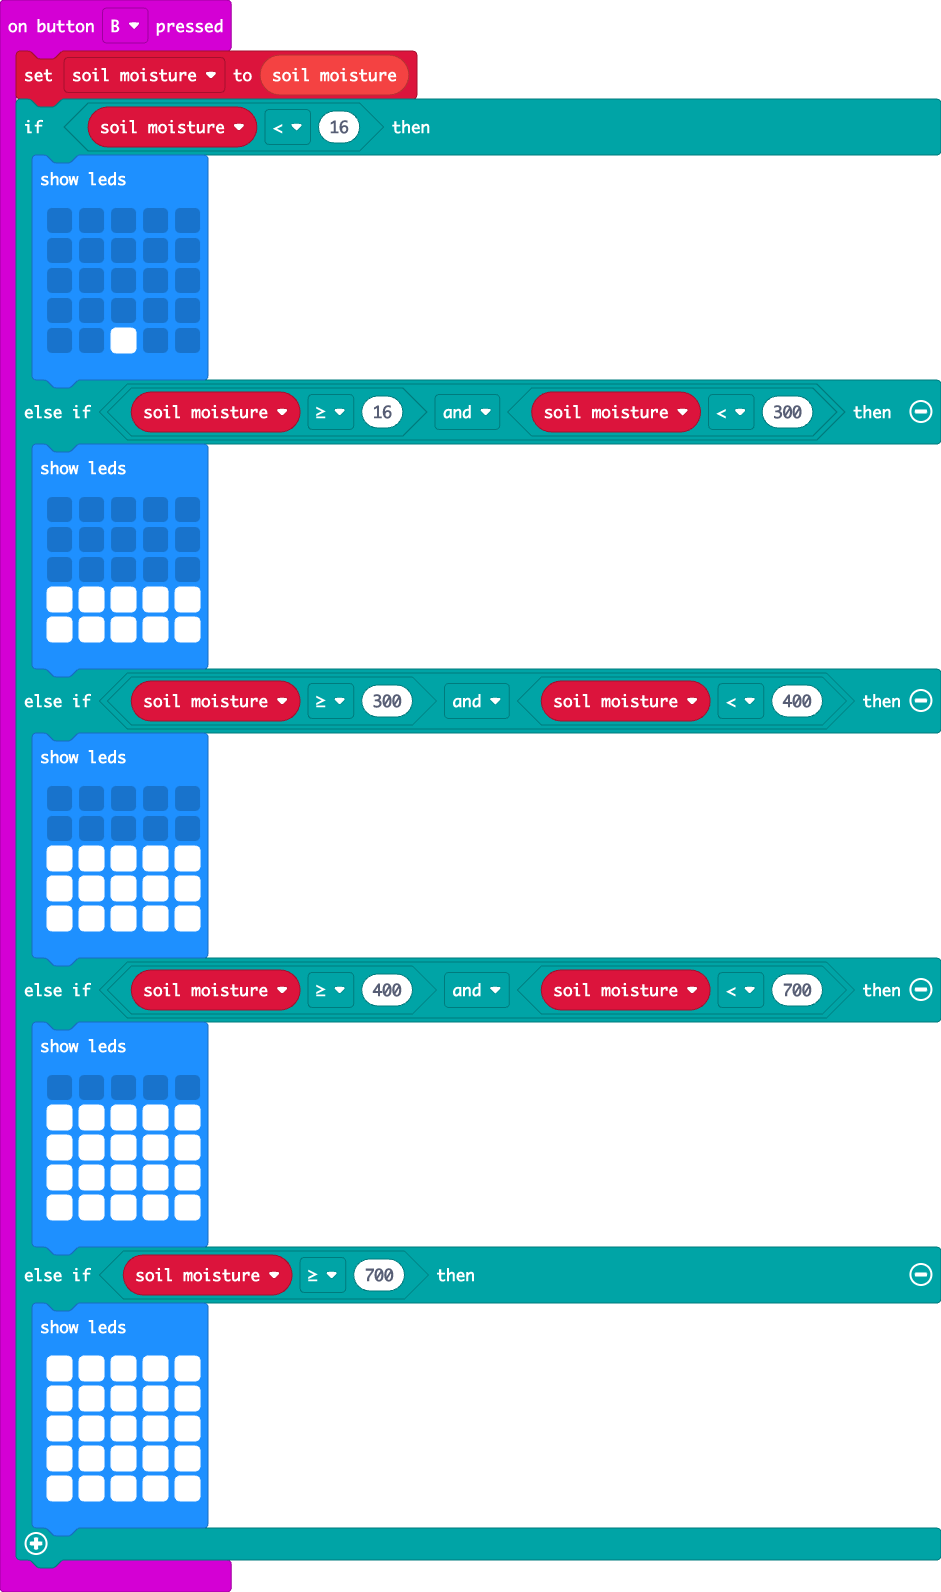 on button B pressed
set soil moisture to soil moisture
if soil moisture < 16 then
show leds
else if soil moisture ≥ 16 and soil moisture < 300 then
show leds
else if soil moisture ≥ 300 and soil moisture < 400 then
show leds
else if soil moisture ≥ 400 and soil moisture < 700 then
show leds
else if soil moisture ≥ 700 then
show leds